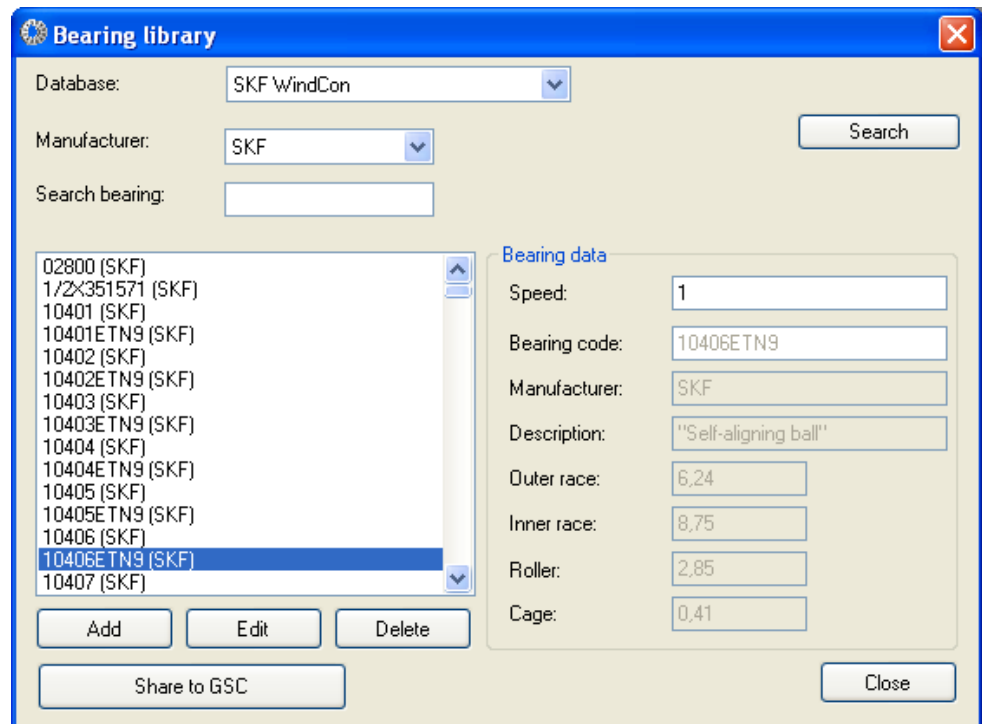 Bearing library
Database: SKF WindCon
Manufacturer: SKF
Search
Search bearing:
02800 (SKF)
1/2X351571 (SKF)
10401 (SKF)
10401ETN9 (SKF)
10402 (SKF)
10402ETN9 (SKF)
10403 (SKF)
10403ETN9 (SKF)
10404 (SKF)
10404ETN9 (SKF)
10405 (SKF)
10405ETN9 (SKF)
10406 (SKF)
10406ETN9 (SKF)
10407 (SKF)
Add Edit Delete
Share to GSC
Bearing data
Speed: 1
Bearing code: 10406ETN9
Manufacturer: SKF
Description: "Self-aligning ball"
Outer race: 6,24
Inner race: 8,75
Roller: 2,85
Cage: 0,41
Close